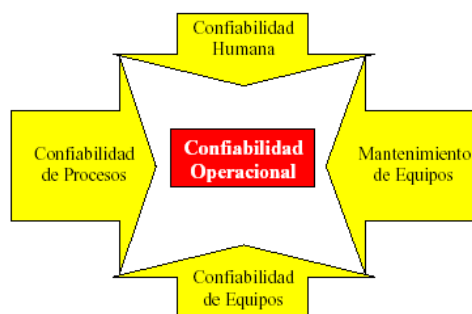 Confiabilidad
Humana
Confiabilidad
de Procesos
Confiabilidad
Operacional
Mantenimiento
de Equipos
Confiabilidad
de Equipos